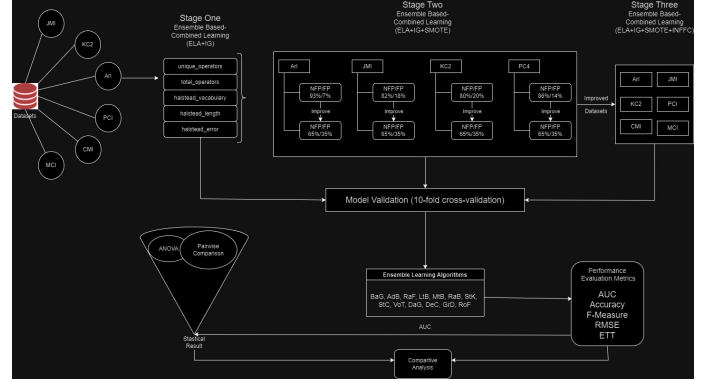 JMI
KC2
ArI
PCI
CMI
MCI
Datasets
Stage One
Ensemble Based-
Combined Learning
(ELA+IG)
unique_operators
total_operators
halstead_vacabulary
halstead_length
halstead_error
Stage Two
Ensemble Based-
Combined Learning
(ELA+IG+SMOTE)
ArI
NFP/FP
93%/7%
Improve
NFP/FP
65%/35%
JMI
NFP/FP
82%/18%
Improve
NFP/FP
65%/35%
KC2
NFP/FP
80%/20%
Improve
NFP/FP
65%/35%
PC4
NFP/FP
86%/14%
Improve
NFP/FP
65%/35%
Improved
Datasets
Stage Three
Ensemble Based-
Combined Learning
(ELA+IG+SMOTE+INFFC)
ArI
JMI
KC2
PCI
CMI
MCI
Model Validation (10-fold cross-validation)
ANOVA
Pairwise
Comparison
Stastical
Result
Ensemble Learning Algorithms
BaG, AdB, RaF, LtB, MtB, RaB, StK,
StC, VoT, DaG, DeC, GrD, RoF
Performance
Evaluation Metrics
AUC
Accuracy
F-Measure
RMSE
ETT
AUC
Compartive
Analysis